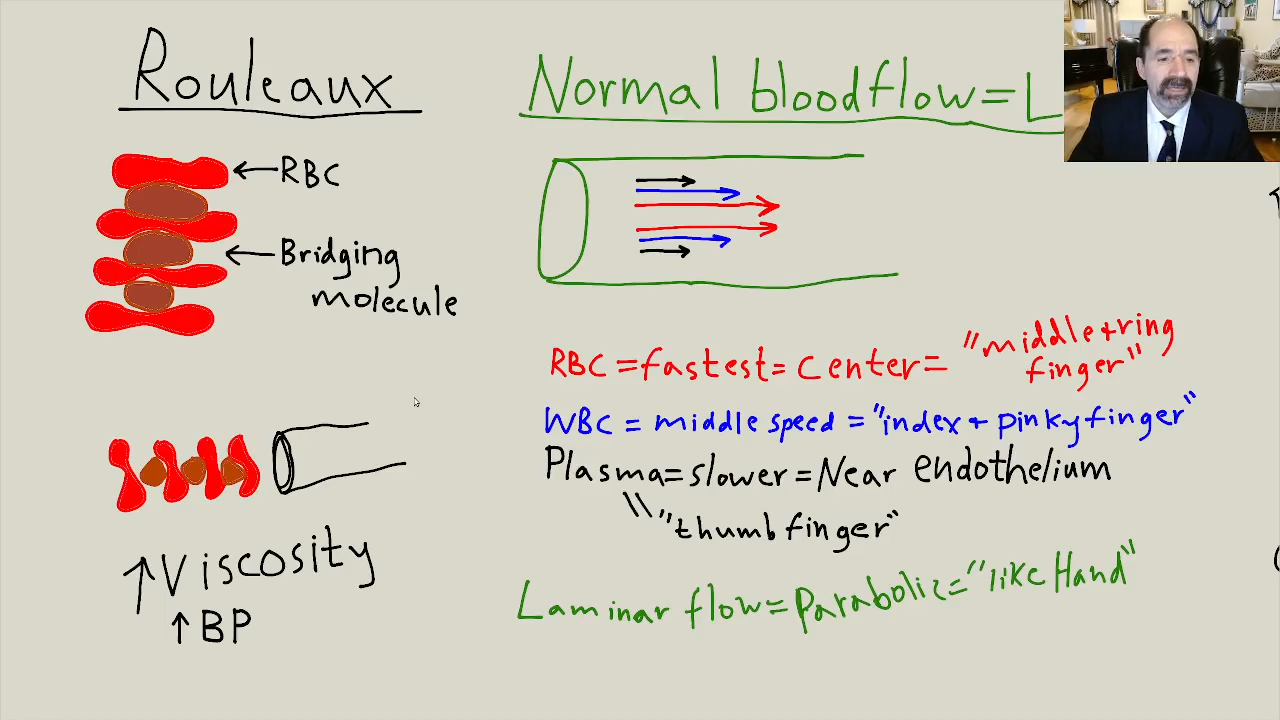 Rouleaux
←RBC
←Bridging
molecule
↑Viscosity
↑BP
Normal bloodflow=L
RBC=fastest=center="middle+ring
finger"
WBC = middle speed = "index + pinky finger"
Plasma=slower=Near endothelium
\\ "thumb finger"
Laminar flow=Parabolic="like Hand"